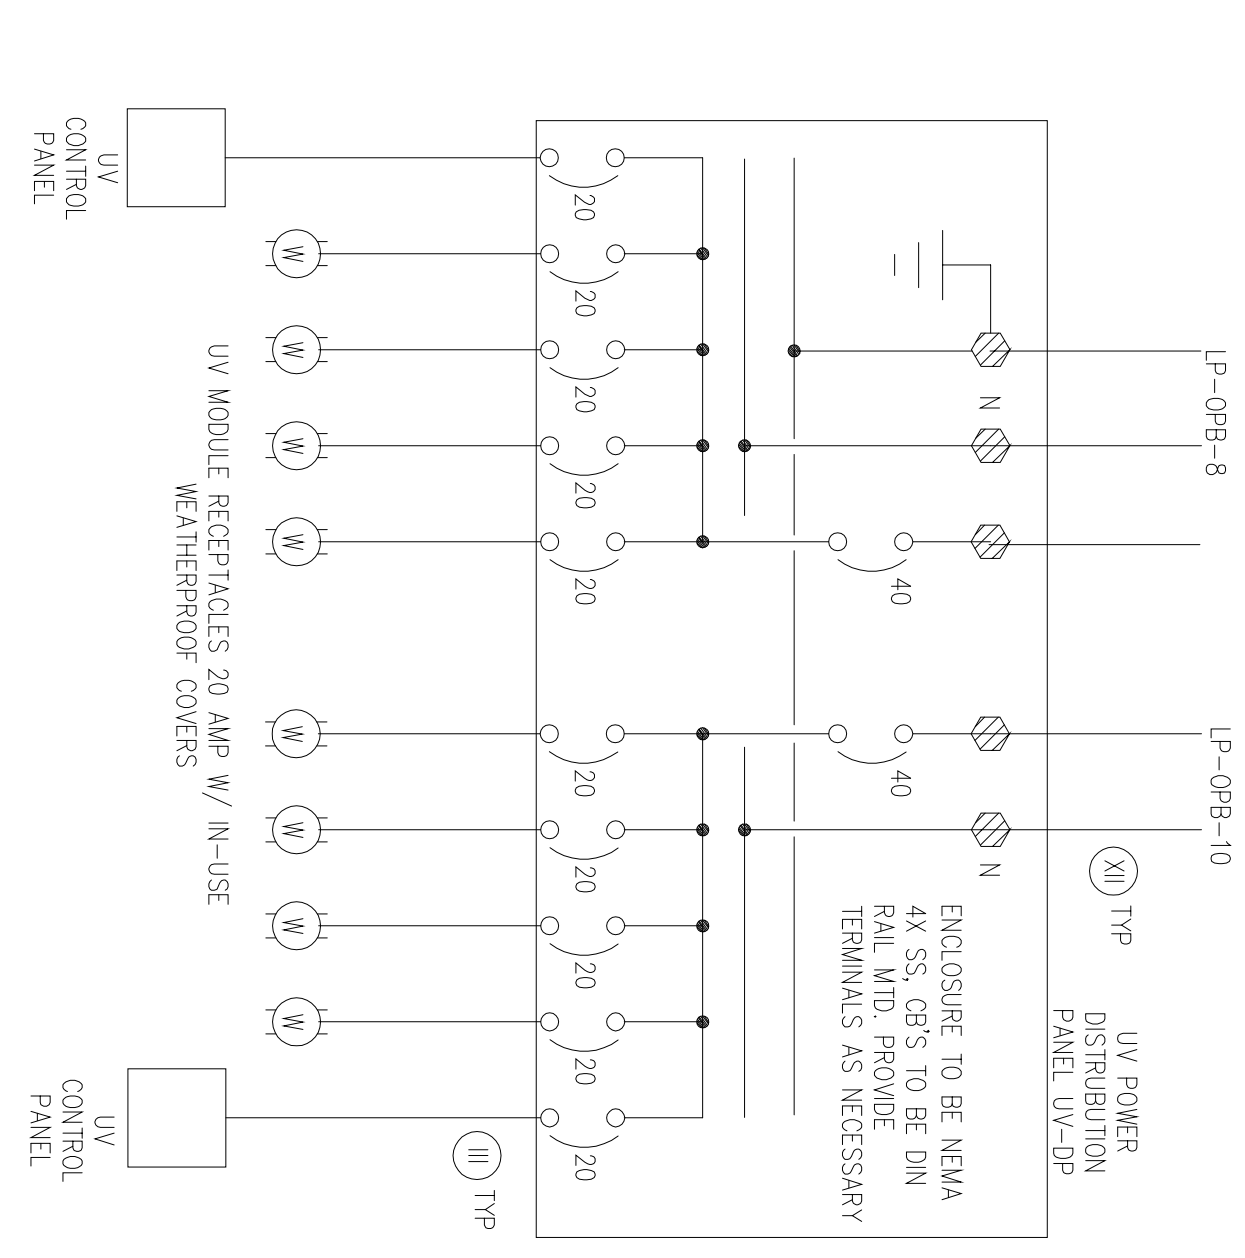 LP-OPB-8
LP-OPB-10
XII TYP
UV POWER
DISTRUBUTION
PANEL UV-DP
N
N
ENCLOSURE TO BE NEMA
4X SS, CB'S TO BE DIN
RAIL MTD. PROVIDE
TERMINALS AS NECESSARY
40
40
20
20
20
20
20
20
20
20
20
20
III TYP
W
W
W
W
W
W
W
W
UV MODULE RECEPTACLES 20 AMP W/ IN-USE
WEATHERPROOF COVERS
UV
CONTROL
PANEL
UV
CONTROL
PANEL